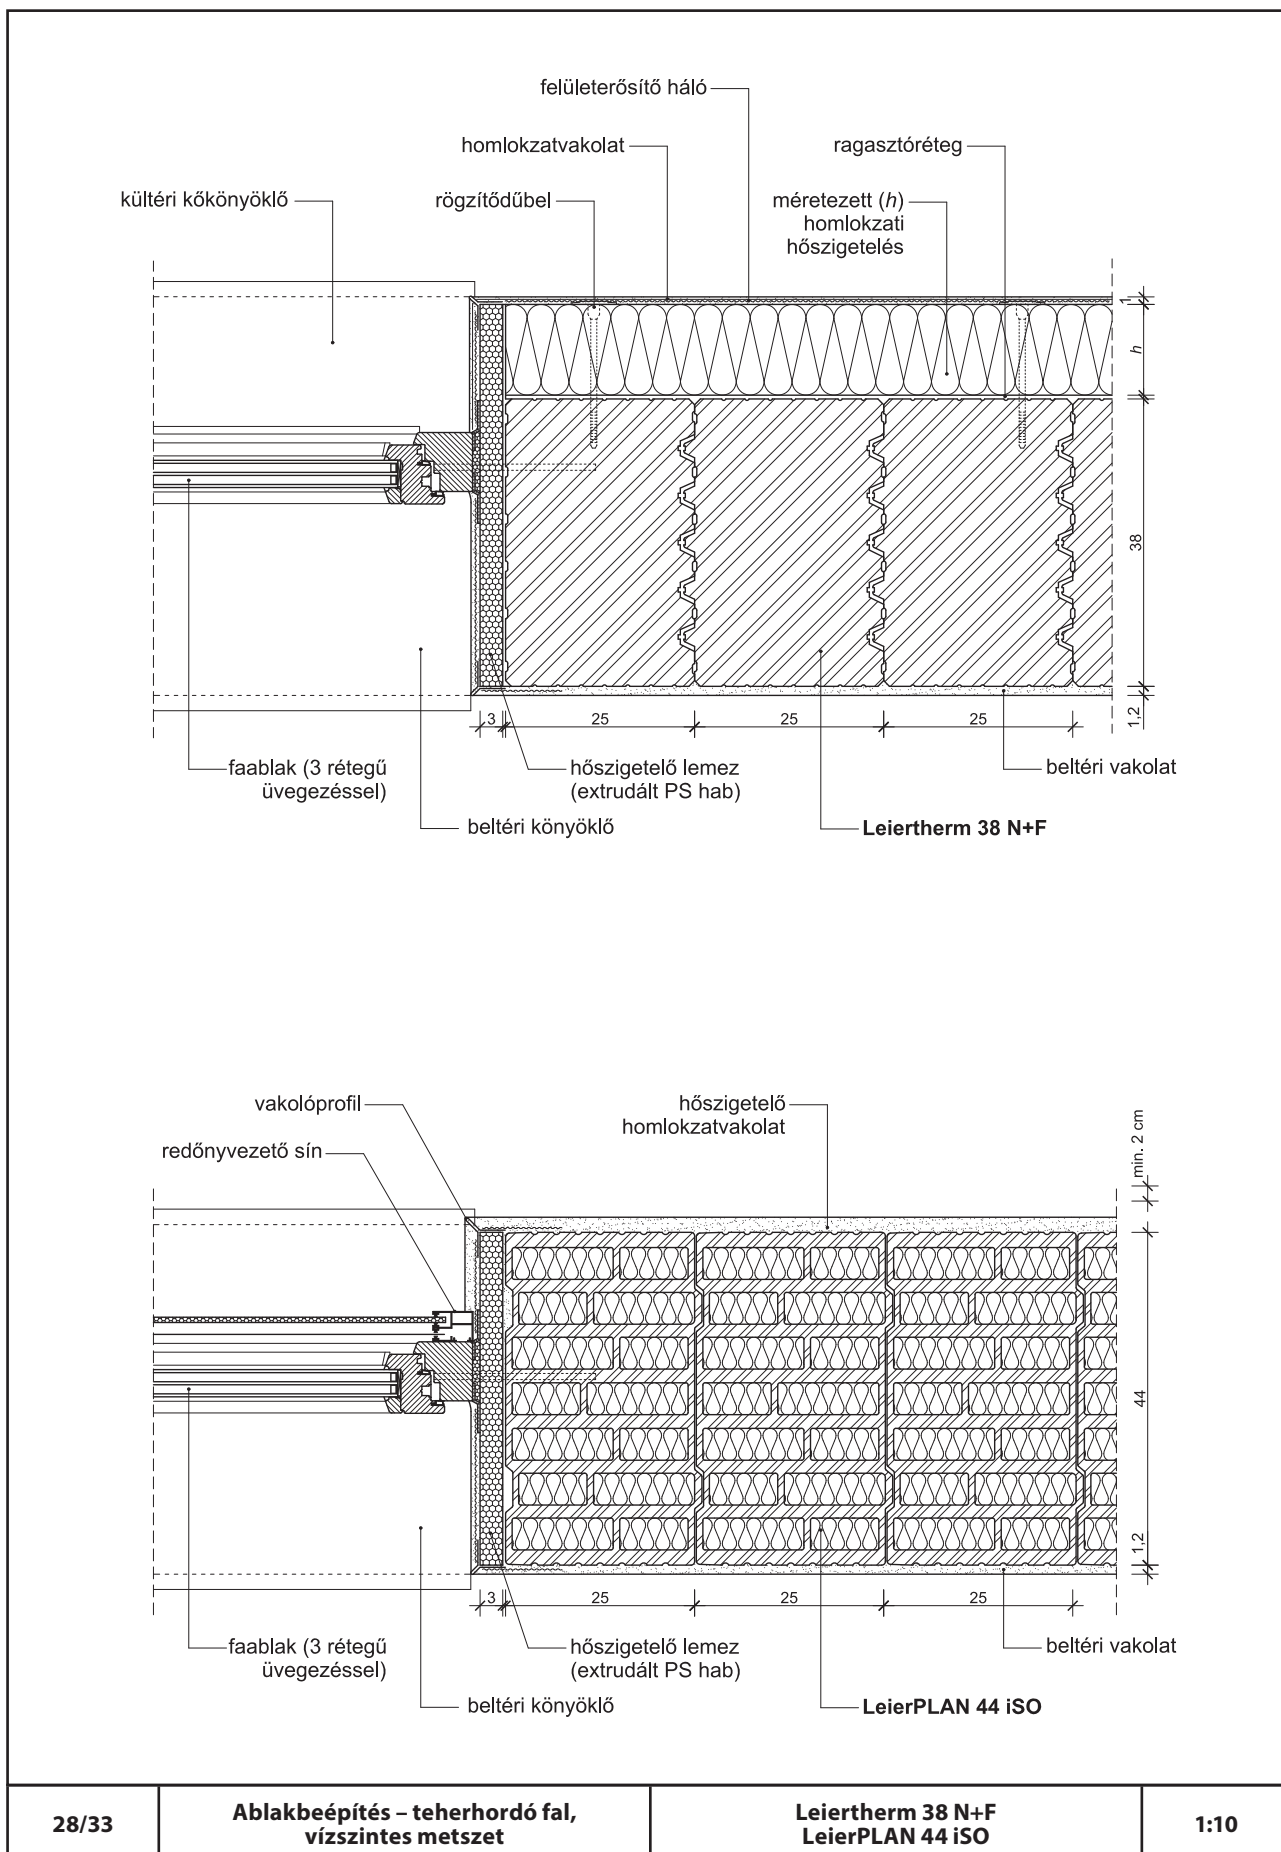 felületerősítő háló
homlokzatvakolat
ragasztóréteg
kültéri kőkönyöklő
rögzítődűbel
méretezett (h)
homlokzati
hőszigetelés
1
h
38
1,2
3
25
25
25
faablak (3 rétegű
üvegezéssel)
hőszigetelő lemez
(extrudált PS hab)
beltéri vakolat
beltéri könyöklő
Leiertherm 38 N+F
vakolóprofil
hőszigetelő
homlokzatvakolat
redőnyvezető sín
min. 2 cm
44
1,2
3
25
25
25
faablak (3 rétegű
üvegezéssel)
hőszigetelő lemez
(extrudált PS hab)
beltéri vakolat
beltéri könyöklő
LeierPLAN 44 iSO
28/33
Ablakbeépítés – teherhordó fal,
vízszintes metszet
Leiertherm 38 N+F
LeierPLAN 44 iSO
1:10